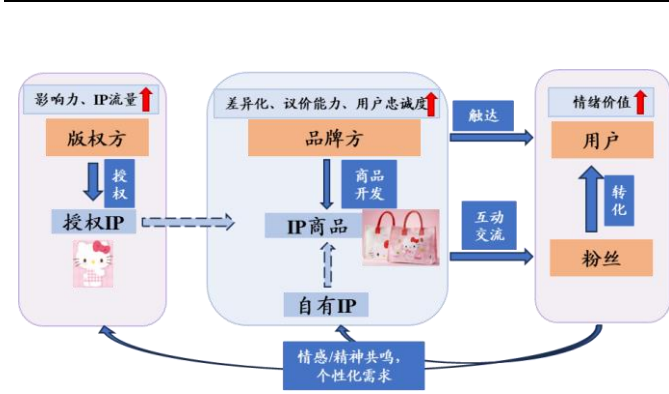 影响力、IP流量
版权方
授
权
授权IP
差异化、议价能力、用户忠诚度
品牌方
商品
开发
IP商品
自有IP
触达
互动
交流
情绪价值
用户
转
化
粉丝
情感/精神共鸣，
个性化需求